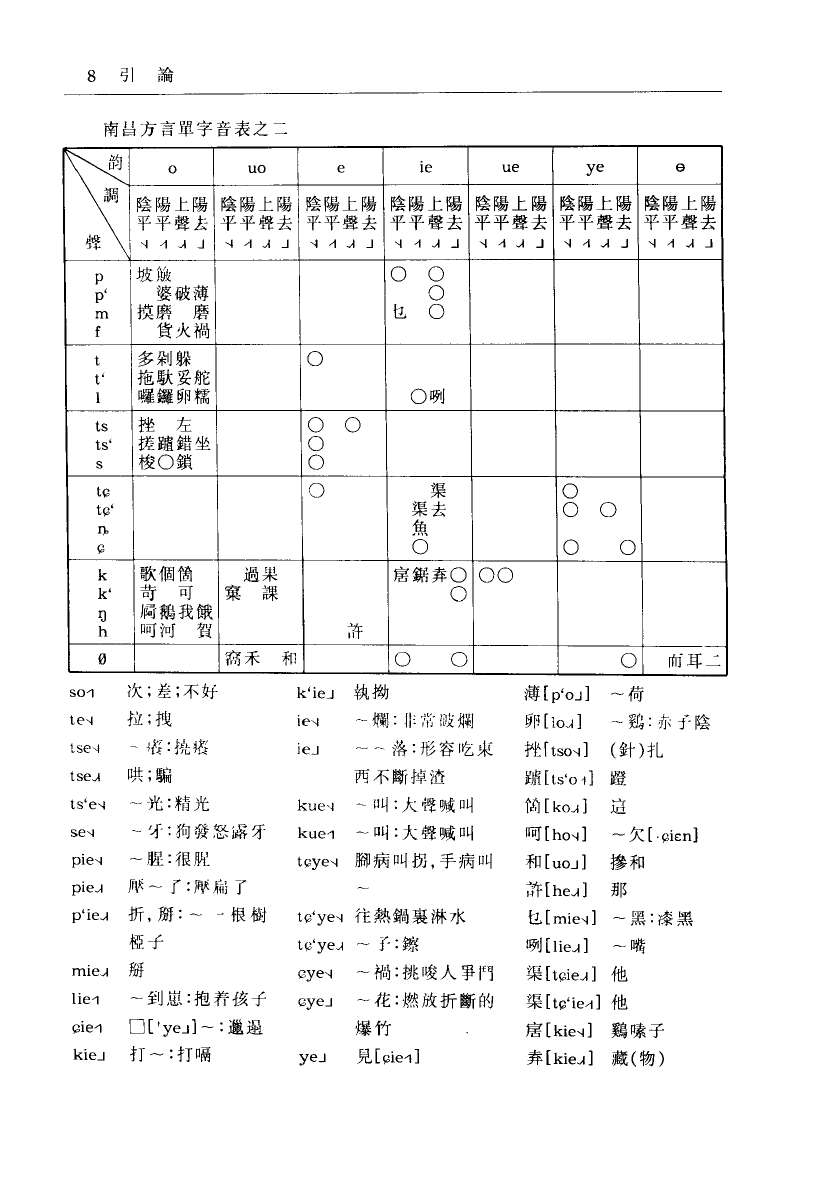 8 引 論
南昌方言單字音表之二
韵 o uo e ie ue ye ɵ
調
陰陽上陽 陰陽上陽 陰陽上陽 陰陽上陽 陰陽上陽 陰陽上陽 陰陽上陽
聲 平平聲去 平平聲去 平平聲去 平平聲去 平平聲去 平平聲去 平平聲去
p 坡 ○ ○
p‘ 婆破薄 ○
m 摸磨 磨 乜 ○
f 貨火禍
t 多剁躲 ○
t‘ 拖馱妥舵
l 囉鑼卵糯 ○咧
ts 挫 左 ○ ○
ts‘ 搓躦錯坐 ○
s 梭○鎖 ○
tɕ ○ 渠 ○
tɕ‘ 渠去 ○ ○
ȵ 魚
ɕ ○ ○ ○
k 歌個箇 過果 鋸弆○ ○○
k‘ 苛 可 窠 課 ○
ŋ 屙鵝我餓
h 呵河 賀 許
ø 窩禾 和 ○ ○ ○ 而耳二
so˧˥ 次；差；不好 k‘ie˩ 執拗 薄[p‘o˩] ～荷
te 拉；拽 ie ～爛：非常破爛 卵[lo] ～鷄：赤子陰
tse ～癢：撓癢 ie˩ ～～落：形容吃東 挫[tso] (針)扎
tse 哄；騙 西不斷掉渣 [ts‘o] 蹬
ts‘e ～光：精光 kue ～叫：大聲喊叫 箇[ko] 這
se ～牙：狗發怒露牙 kue ～叫：大聲喊叫 呵[ho] ～欠[·ɕiɛn]
pie ～腥：很腥 tɕye 腳病叫拐，手病叫 和[uo˩] 摻和
pie 壓～了：壓扁了 ～ 許[he] 那
p‘ie 折，掰：～一根樹 tɕ‘ye 往熱鍋裏淋水 乜[mie] ～黑：漆黑
椏子 tɕ‘ye ～子：鑔 咧[lie] ～嘴
mie 掰 ɕye ～禍：挑唆人爭鬥 渠[tɕie] 他
lie ～到崽：抱着孩子 ɕye˩ ～花：燃放折斷的 渠[tɕ‘ie] 他
ɕie □['ye˩]～：邋遢 爆竹 [kie] 鷄嗉子
kie˩ 打～：打嗝 ye˩ 見[ɕie] 弆[kie] 藏(物)